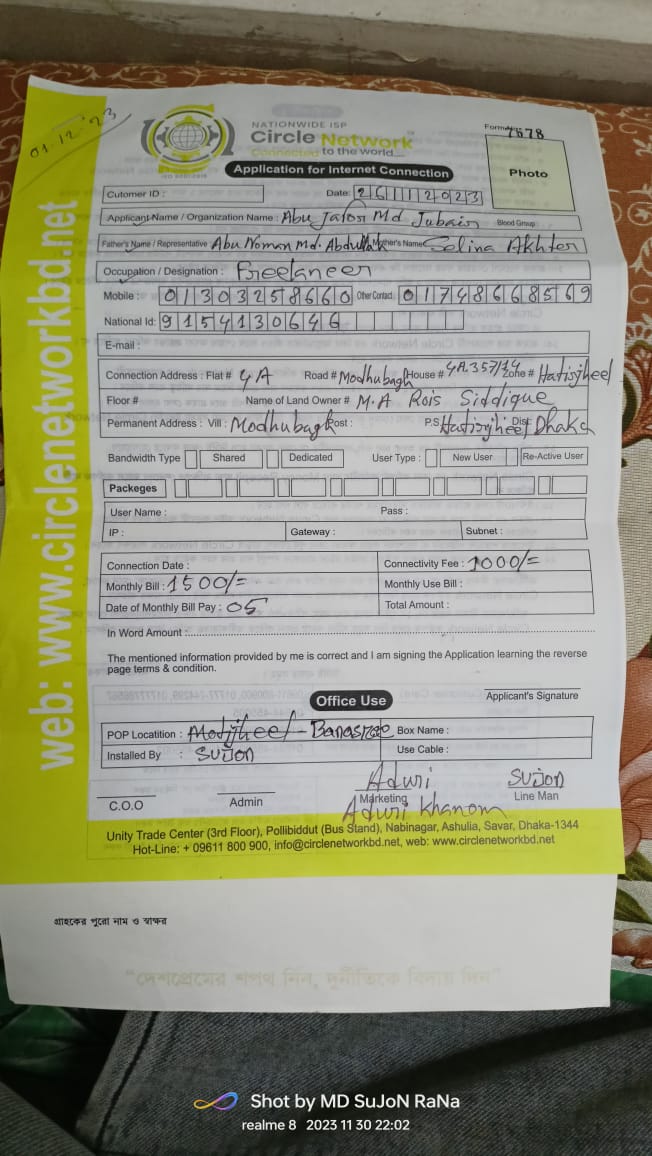 01.12.23
NATIONWIDE ISP
Circle Network
Connected to the world....
ISO 9001:2015
Form No. 7678
Photo
Application for Internet Connection
Cutomer ID : Date: 26112023
Applicant Name / Organization Name : Abu Jafor Md Jubair Blood Group :
Father's Name / Representative Abu Noman Md. Abdullah Mother's Name Selina Akhter
Occupation / Designation : Freelancer
Mobile : 01303258660 Other Contact : 01748668569
National Id: 9154130646
E-mail :
Connection Address : Flat # 4A Road # Modhubagh House # 4A.357/14 Zone # Hatirjheel
Floor # Name of Land Owner # M.A Rois Siddique
Permanent Address : Vill : Modhubagh Post : P.S Hatirjheel Dist Dhaka
Bandwidth Type Shared Dedicated User Type : New User Re-Active User
Packeges
User Name : Pass :
IP : Gateway : Subnet :
Connection Date : Connectivity Fee : 1000/=
Monthly Bill : 1500/= Monthly Use Bill :
Date of Monthly Bill Pay : 05 Total Amount :
In Word Amount :
The mentioned information provided by me is correct and I am signing the Application learning the reverse
page terms & condition.
Applicant's Signature
Office Use
POP Locatition : Motijheel - Banasree Box Name :
Installed By : SUJON Use Cable :
Aduri SUJON
C.O.O Admin Marketing Line Man
Aduri Khanom
Unity Trade Center (3rd Floor), Pollibiddut (Bus Stand), Nabinagar, Ashulia, Savar, Dhaka-1344
Hot-Line: + 09611 800 900, info@circlenetworkbd.net, web: www.circlenetworkbd.net
web: www.circlenetworkbd.net
গ্রাহকের পুরো নাম ও স্বাক্ষর
"দেশপ্রেমের শপথ নিন, দুর্নীতিকে বিদায় দিন"
Shot by MD SuJoN RaNa
realme 8 2023 11 30 22:02